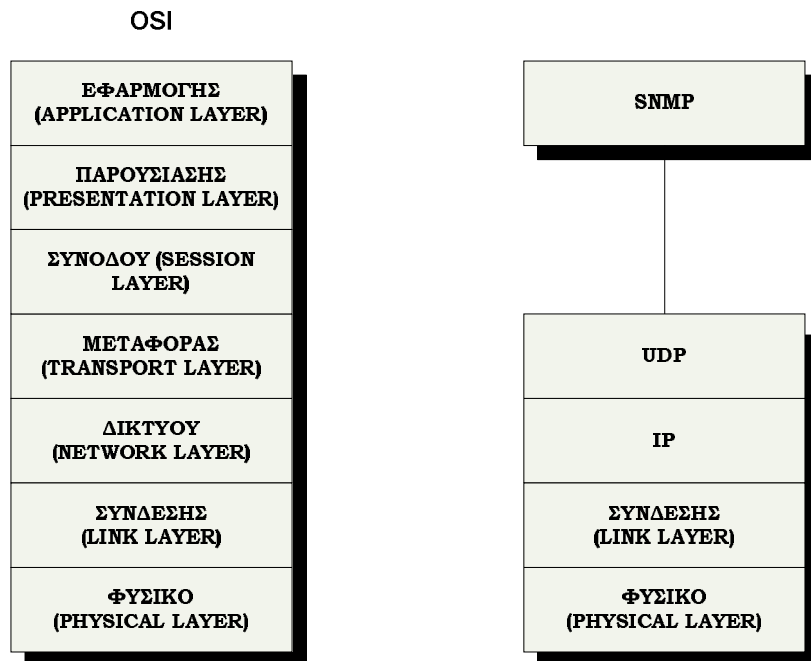 OSI
ΕΦΑΡΜΟΓΗΣ
(APPLICATION LAYER)
ΠΑΡΟΥΣΙΑΣΗΣ
(PRESENTATION LAYER)
ΣΥΝΟΔΟΥ (SESSION
LAYER)
ΜΕΤΑΦΟΡΑΣ
(TRANSPORT LAYER)
ΔΙΚΤΥΟΥ
(NETWORK LAYER)
ΣΥΝΔΕΣΗΣ
(LINK LAYER)
ΦΥΣΙΚΟ
(PHYSICAL LAYER)
SNMP
UDP
IP
ΣΥΝΔΕΣΗΣ
(LINK LAYER)
ΦΥΣΙΚΟ
(PHYSICAL LAYER)